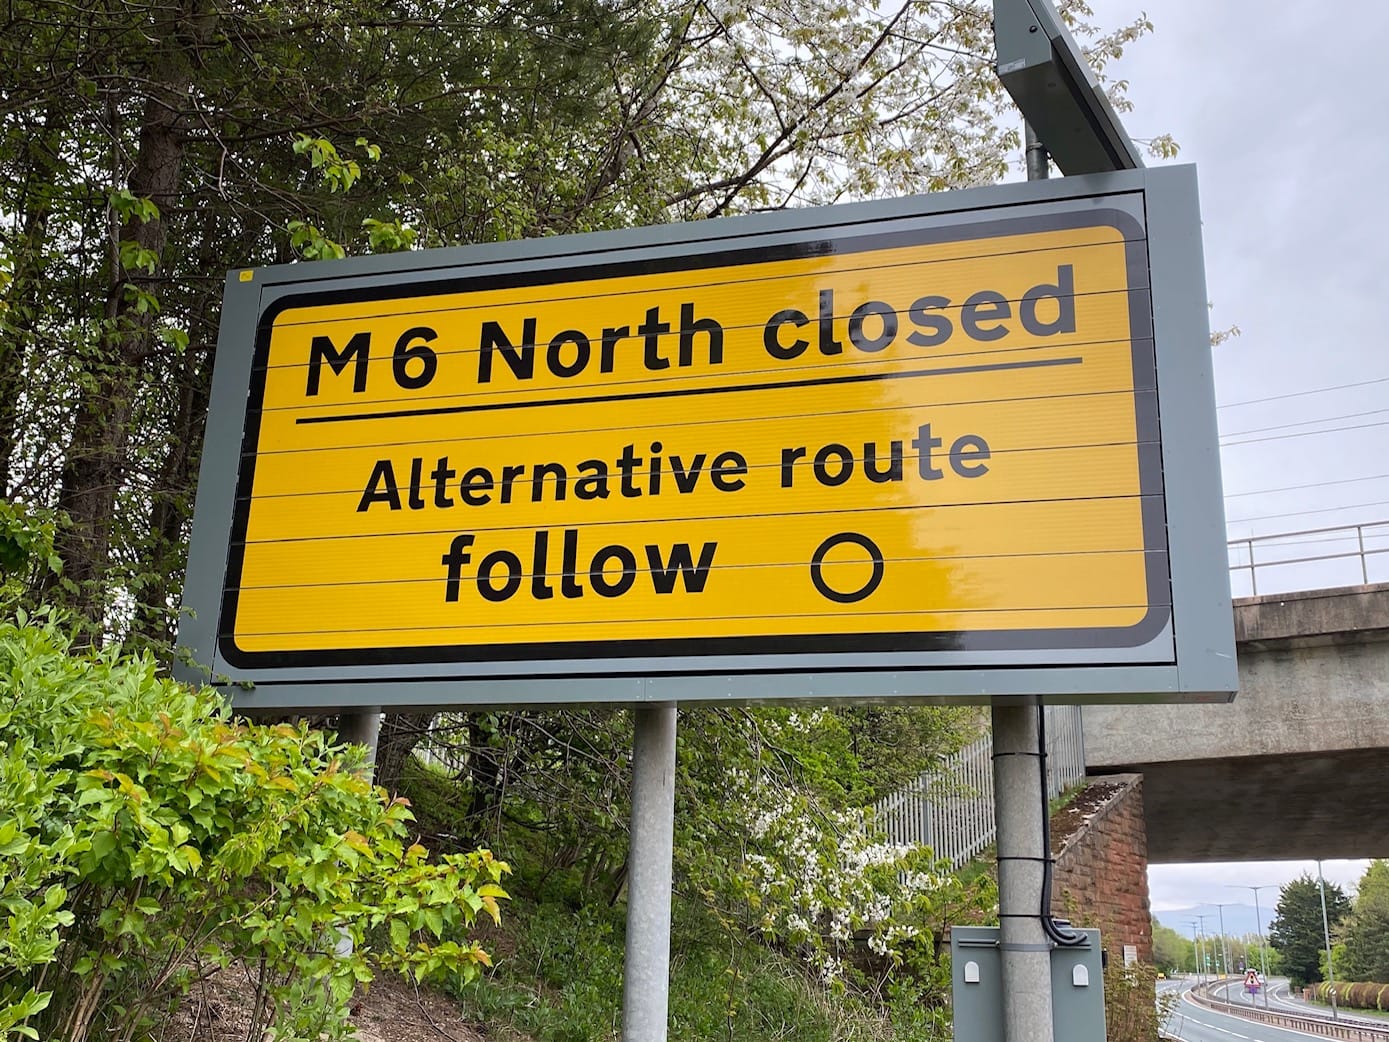 M6 North closed
Alternative route
follow